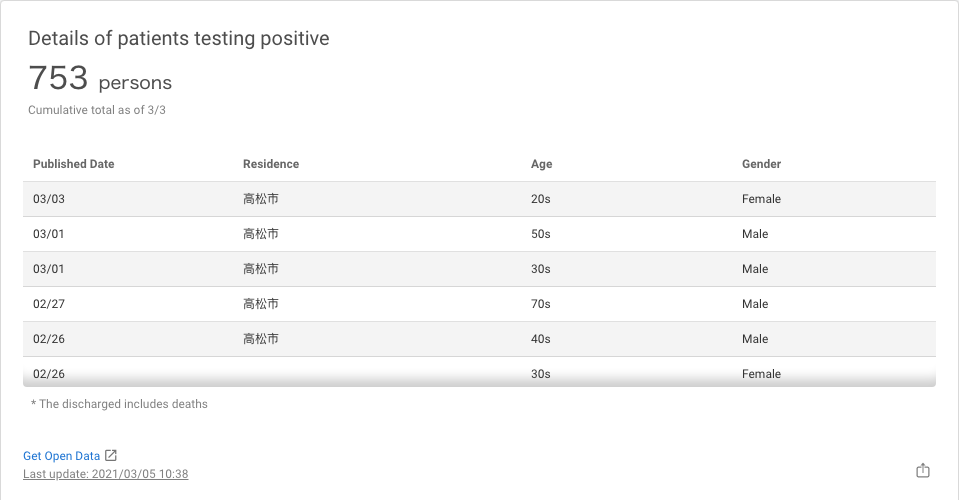 Details of patients testing positive
753 persons
Cumulative total as of 3/3
Published Date Residence Age Gender
03/03 高松市 20s Female
03/01 高松市 50s Male
03/01 高松市 30s Male
02/27 高松市 70s Male
02/26 高松市 40s Male
02/26 30s Female
* The discharged includes deaths
Get Open Data
Last update: 2021/03/05 10:38